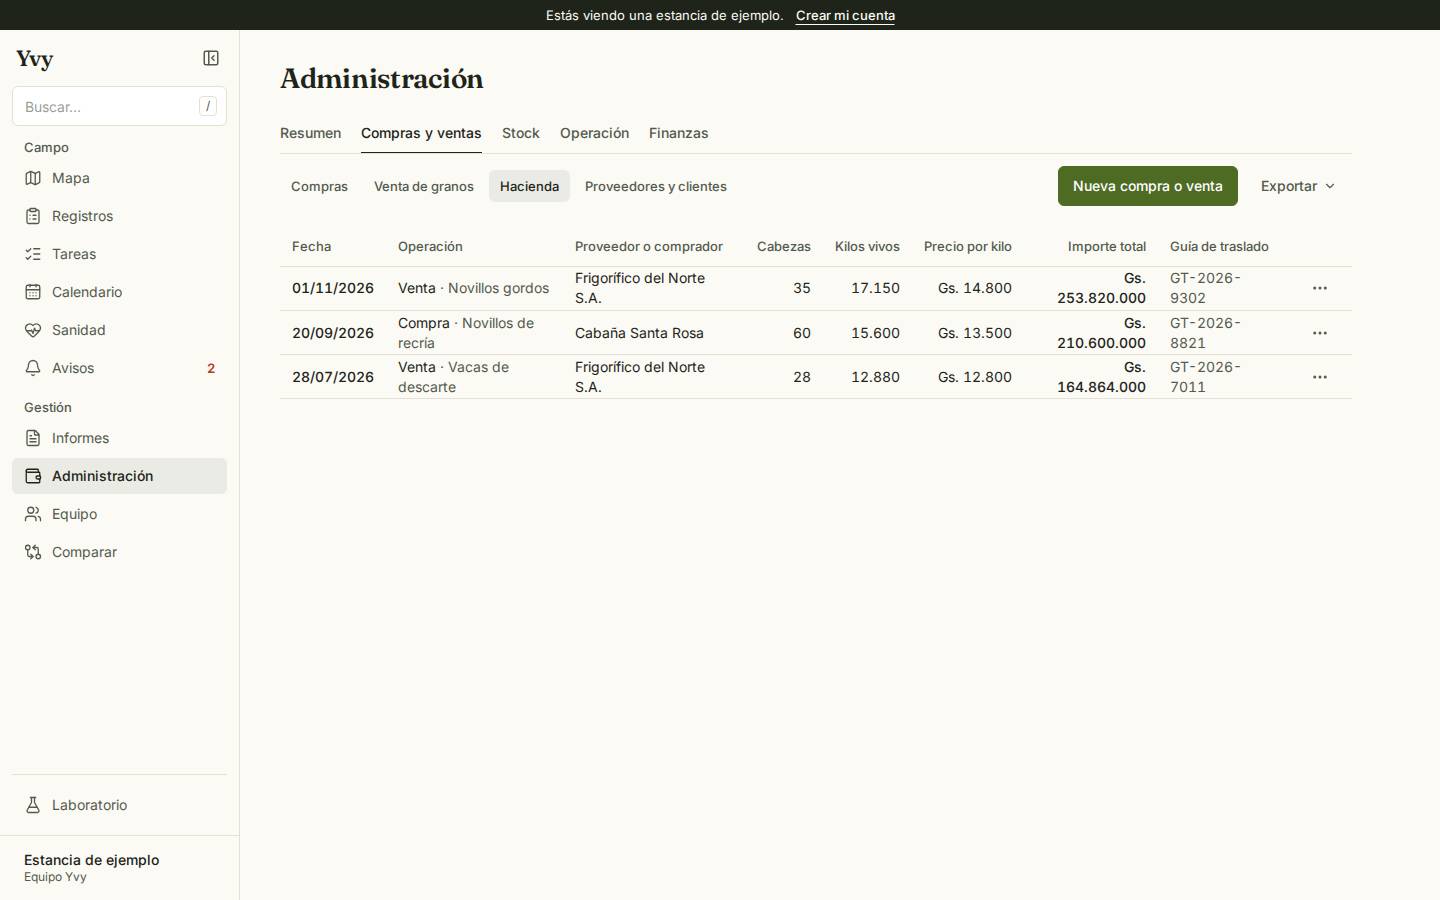 Estás viendo una estancia de ejemplo. Crear mi cuenta
Yvy
Buscar... /
Campo
Mapa
Registros
Tareas
Calendario
Sanidad
Avisos 2
Gestión
Informes
Administración
Equipo
Comparar
Laboratorio
Estancia de ejemplo
Equipo Yvy
Administración
Resumen Compras y ventas Stock Operación Finanzas
Compras Venta de granos Hacienda Proveedores y clientes Nueva compra o venta Exportar
Fecha Operación Proveedor o comprador Cabezas Kilos vivos Precio por kilo Importe total Guía de traslado
01/11/2026 Venta · Novillos gordos Frigorífico del Norte S.A. 35 17.150 Gs. 14.800 Gs. 253.820.000 GT-2026-9302
20/09/2026 Compra · Novillos de recría Cabaña Santa Rosa 60 15.600 Gs. 13.500 Gs. 210.600.000 GT-2026-8821
28/07/2026 Venta · Vacas de descarte Frigorífico del Norte S.A. 28 12.880 Gs. 12.800 Gs. 164.864.000 GT-2026-7011